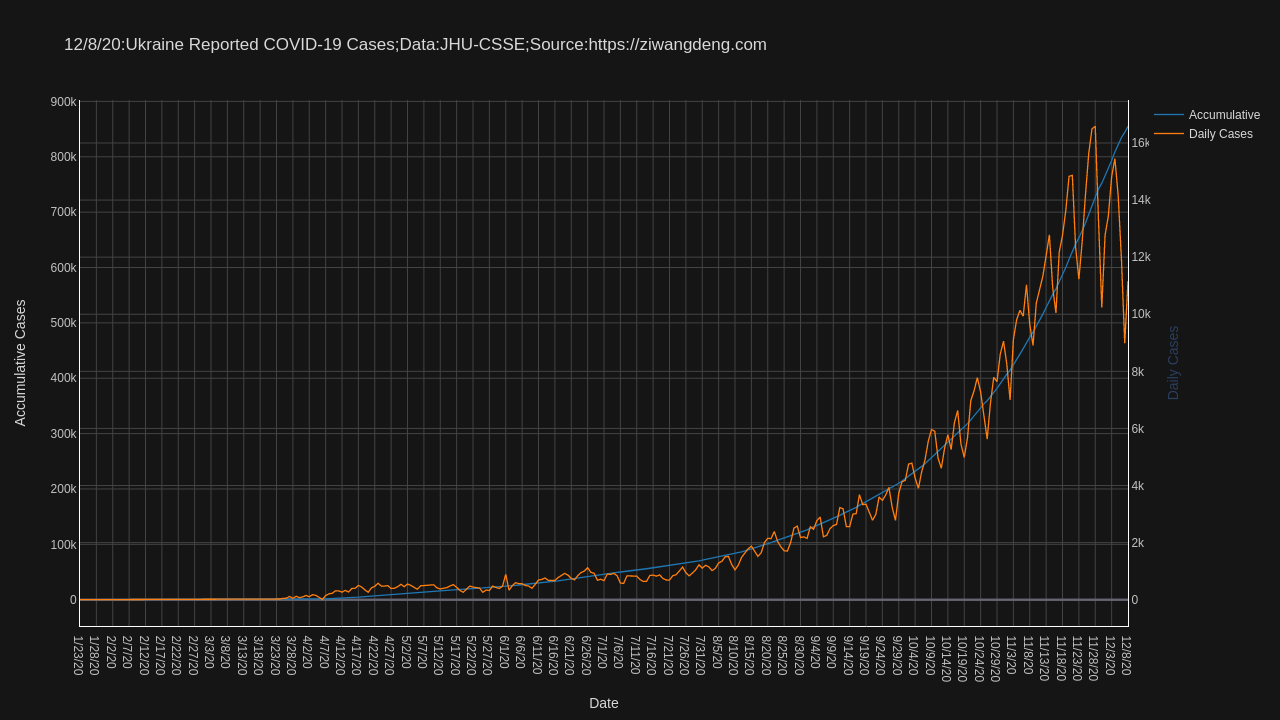 12/8/20:Ukraine Reported COVID-19 Cases;Data:JHU-CSSE;Source:https://ziwangdeng.com
Accumulative
Daily Cases
900k
800k
700k
600k
500k
400k
300k
200k
100k
0
Accumulative Cases
16k
14k
12k
10k
8k
6k
4k
2k
0
Daily Cases
1/23/20
1/28/20
2/2/20
2/7/20
2/12/20
2/17/20
2/22/20
2/27/20
3/3/20
3/8/20
3/13/20
3/18/20
3/23/20
3/28/20
4/2/20
4/7/20
4/12/20
4/17/20
4/22/20
4/27/20
5/2/20
5/7/20
5/12/20
5/17/20
5/22/20
5/27/20
6/1/20
6/6/20
6/11/20
6/16/20
6/21/20
6/26/20
7/1/20
7/6/20
7/11/20
7/16/20
7/21/20
7/26/20
7/31/20
8/5/20
8/10/20
8/15/20
8/20/20
8/25/20
8/30/20
9/4/20
9/9/20
9/14/20
9/19/20
9/24/20
9/29/20
10/4/20
10/9/20
10/14/20
10/19/20
10/24/20
10/29/20
11/3/20
11/8/20
11/13/20
11/18/20
11/23/20
11/28/20
12/3/20
12/8/20
Date